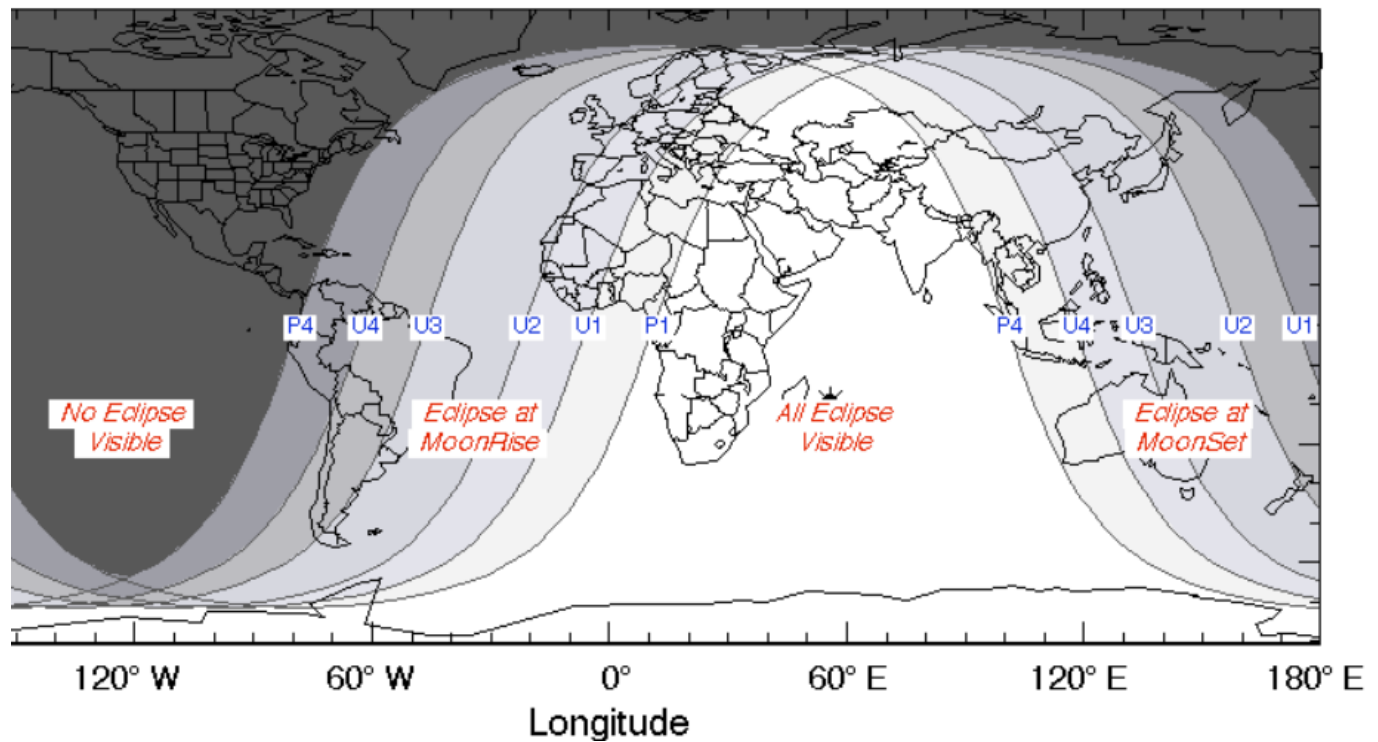 P4 U4 U3 U2 U1 P1 P4 U4 U3 U2 U1
No Eclipse
Visible
Eclipse at
MoonRise
All Eclipse
Visible
Eclipse at
MoonSet
120° W 60° W 0° 60° E 120° E 180° E
Longitude